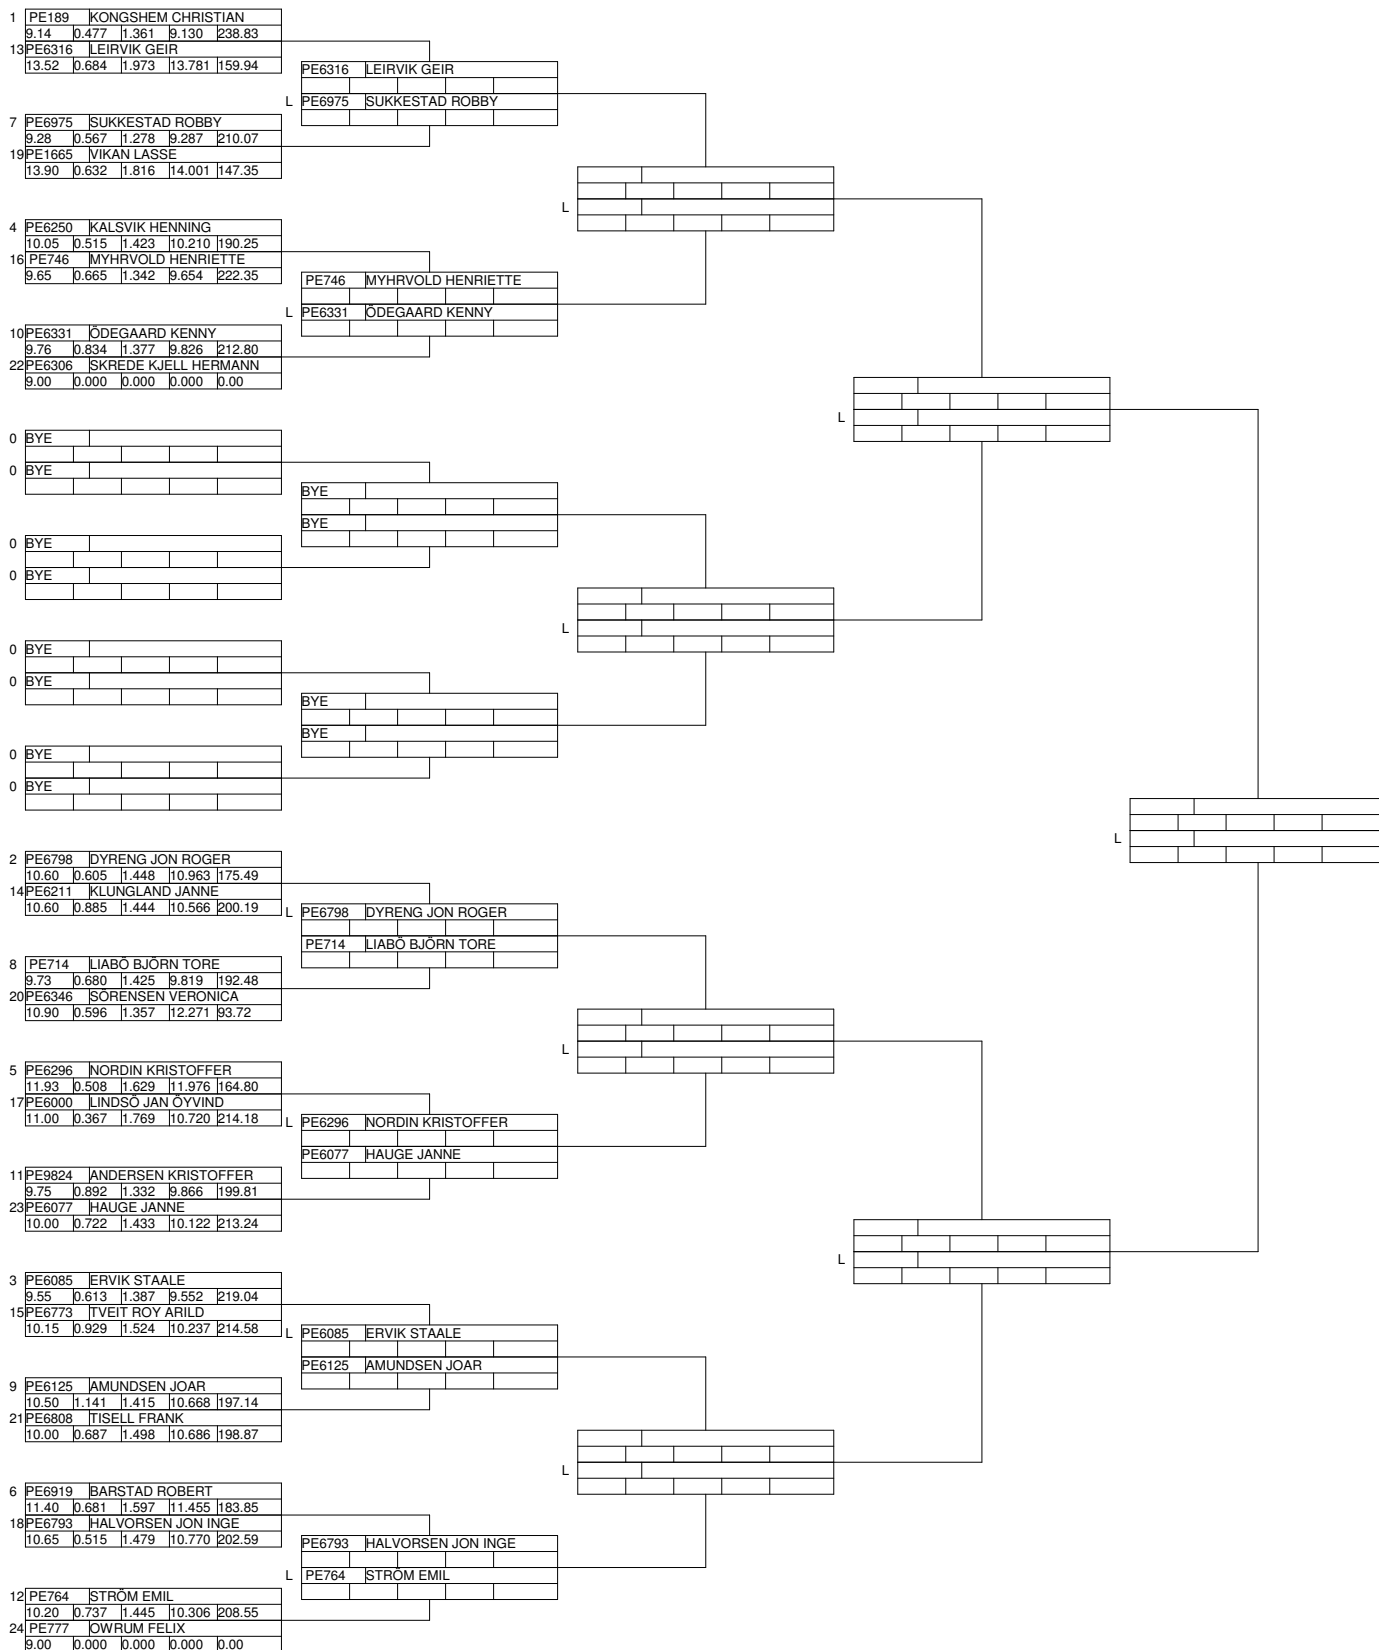 1 PE189 KONGSHEM CHRISTIAN
9.14 0.477 1.361 9.130 238.83
13 PE6316 LEIRVIK GEIR
13.52 0.684 1.973 13.781 159.94
PE6316 LEIRVIK GEIR
L PE6975 SUKKESTAD ROBBY
7 PE6975 SUKKESTAD ROBBY
9.28 0.567 1.278 9.287 210.07
19 PE1665 VIKAN LASSE
13.90 0.632 1.816 14.001 147.35
L
4 PE6250 KALSVIK HENNING
10.05 0.515 1.423 10.210 190.25
16 PE746 MYHRVOLD HENRIETTE
9.65 0.665 1.342 9.654 222.35
PE746 MYHRVOLD HENRIETTE
L PE6331 ÖDEGAARD KENNY
10 PE6331 ÖDEGAARD KENNY
9.76 0.834 1.377 9.826 212.80
22 PE6306 SKREDE KJELL HERMANN
9.00 0.000 0.000 0.000 0.00
L
0 BYE
0 BYE
BYE
BYE
0 BYE
0 BYE
L
0 BYE
0 BYE
BYE
BYE
0 BYE
0 BYE
L
2 PE6798 DYRENG JON ROGER
10.60 0.605 1.448 10.963 175.49
14 PE6211 KLUNGLAND JANNE
10.60 0.885 1.444 10.566 200.19
L PE6798 DYRENG JON ROGER
PE714 LIABÖ BJÖRN TORE
8 PE714 LIABÖ BJÖRN TORE
9.73 0.680 1.425 9.819 192.48
20 PE6346 SÖRENSEN VERONICA
10.90 0.596 1.357 12.271 93.72
L
5 PE6296 NORDIN KRISTOFFER
11.93 0.508 1.629 11.976 164.80
17 PE6000 LINDSÖ JAN ÖYVIND
11.00 0.367 1.769 10.720 214.18
L PE6296 NORDIN KRISTOFFER
PE6077 HAUGE JANNE
11 PE9824 ANDERSEN KRISTOFFER
9.75 0.892 1.332 9.866 199.81
23 PE6077 HAUGE JANNE
10.00 0.722 1.433 10.122 213.24
L
3 PE6085 ERVIK STAALE
9.55 0.613 1.387 9.552 219.04
15 PE6773 TVEIT ROY ARILD
10.15 0.929 1.524 10.237 214.58
L PE6085 ERVIK STAALE
PE6125 AMUNDSEN JOAR
9 PE6125 AMUNDSEN JOAR
10.50 1.141 1.415 10.668 197.14
21 PE6808 TISELL FRANK
10.00 0.687 1.498 10.686 198.87
L
6 PE6919 BARSTAD ROBERT
11.40 0.681 1.597 11.455 183.85
18 PE6793 HALVORSEN JON INGE
10.65 0.515 1.479 10.770 202.59
PE6793 HALVORSEN JON INGE
L PE764 STRÖM EMIL
12 PE764 STRÖM EMIL
10.20 0.737 1.445 10.306 208.55
24 PE777 OWRUM FELIX
9.00 0.000 0.000 0.000 0.00